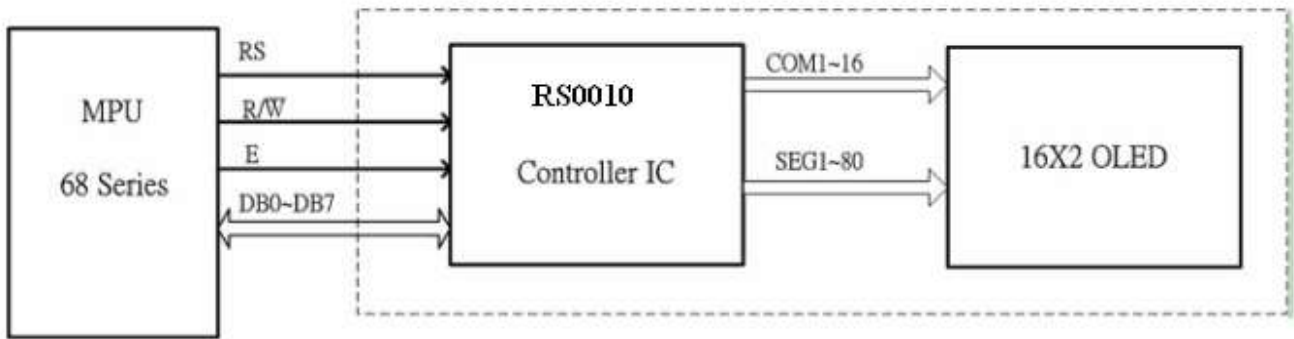 MPU
68 Series
RS
R/W
E
DB0~DB7
RS0010
Controller IC
COM1~16
SEG1~80
16X2 OLED